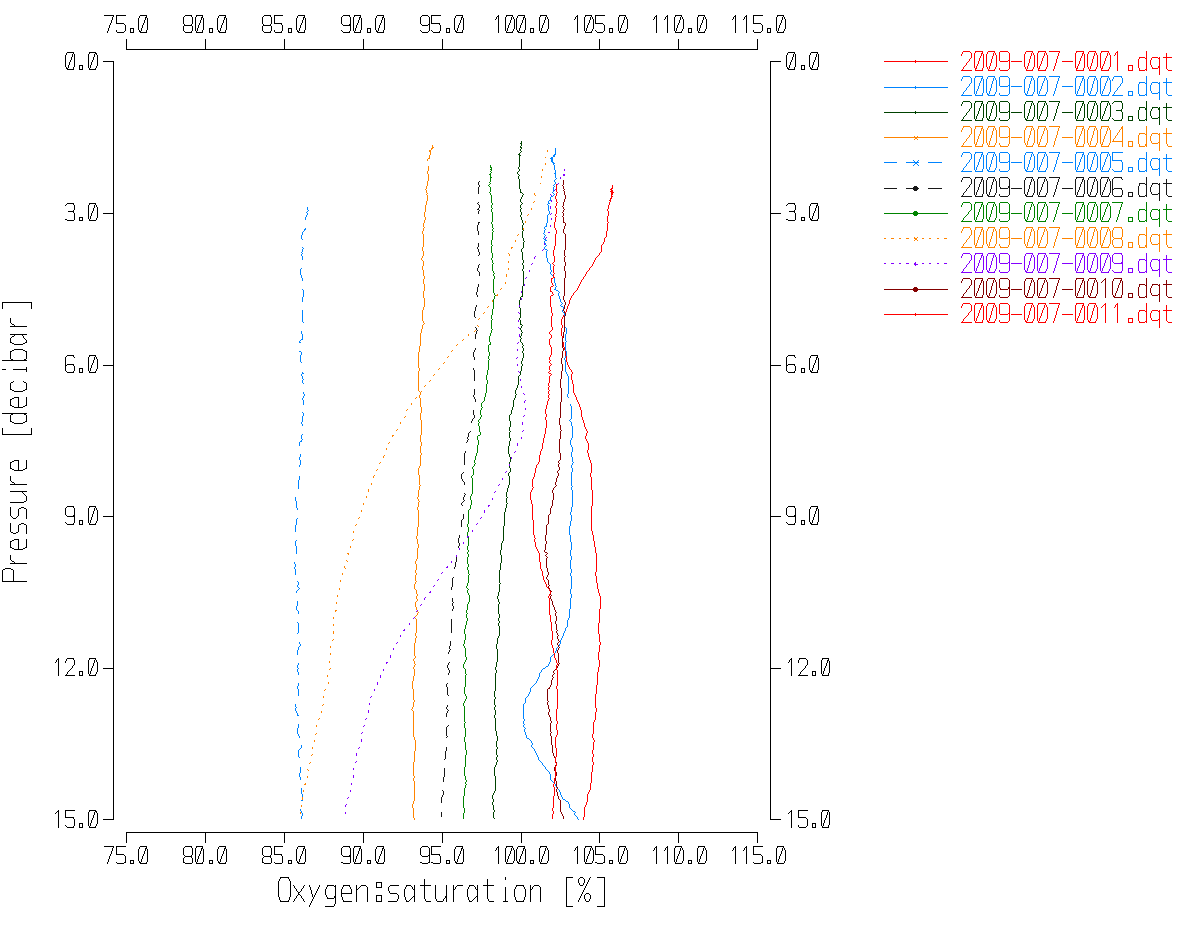 75.0 80.0 85.0 90.0 95.0 100.0 105.0 110.0 115.0
0.0 0.0
3.0 3.0
6.0 6.0
9.0 9.0
12.0 12.0
15.0 15.0
Pressure [decibar]
75.0 80.0 85.0 90.0 95.0 100.0 105.0 110.0 115.0
Oxygen:saturation [%]
2009-007-0001.dqt
2009-007-0002.dqt
2009-007-0003.dqt
2009-007-0004.dqt
2009-007-0005.dqt
2009-007-0006.dqt
2009-007-0007.dqt
2009-007-0008.dqt
2009-007-0009.dqt
2009-007-0010.dqt
2009-007-0011.dqt